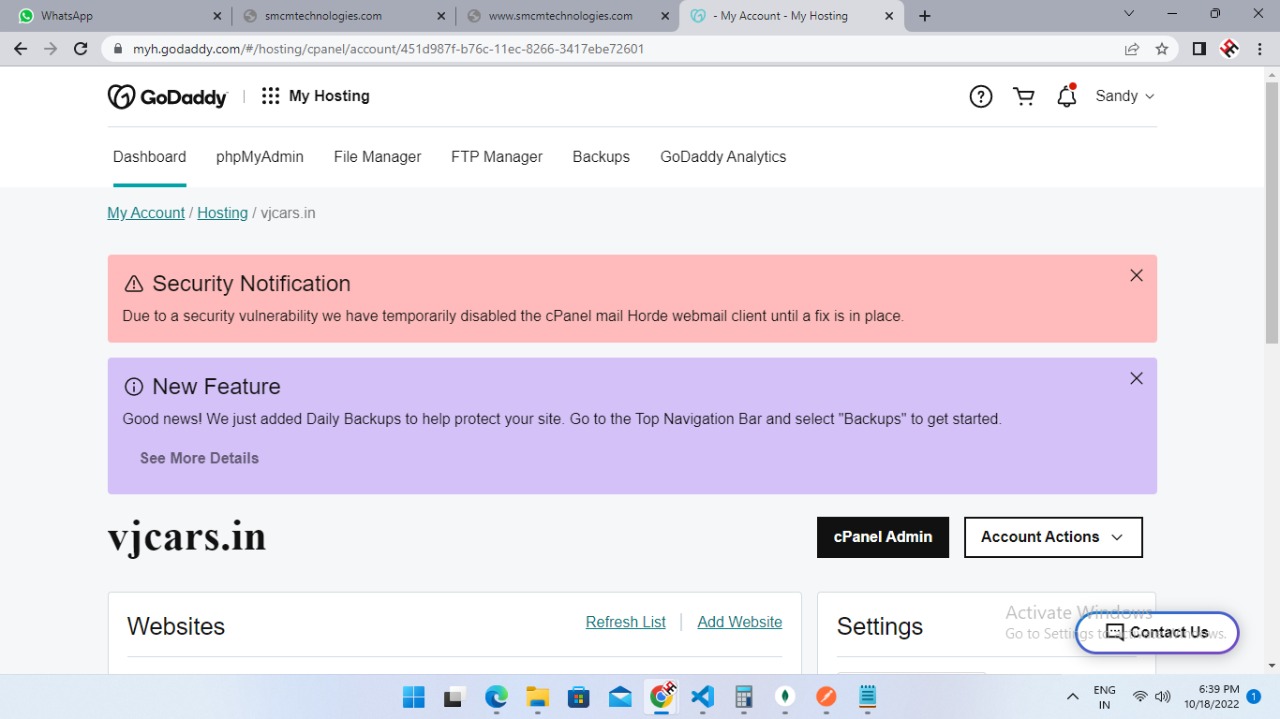 WhatsApp
smcmtechnologies.com
www.smcmtechnologies.com
- My Account - My Hosting
myh.godaddy.com/#/hosting/cpanel/account/451d987f-b76c-11ec-8266-3417ebe72601
GoDaddy
My Hosting
Sandy
Dashboard phpMyAdmin File Manager FTP Manager Backups GoDaddy Analytics
My Account / Hosting / vjcars.in
Security Notification
Due to a security vulnerability we have temporarily disabled the cPanel mail Horde webmail client until a fix is in place.
New Feature
Good news! We just added Daily Backups to help protect your site. Go to the Top Navigation Bar and select "Backups" to get started.
See More Details
vjcars.in
cPanel Admin
Account Actions
Websites
Refresh List | Add Website
Settings
Activate Windows
Go to Settings to activate Windows.
Contact Us
ENG
IN
6:39 PM
10/18/2022
1